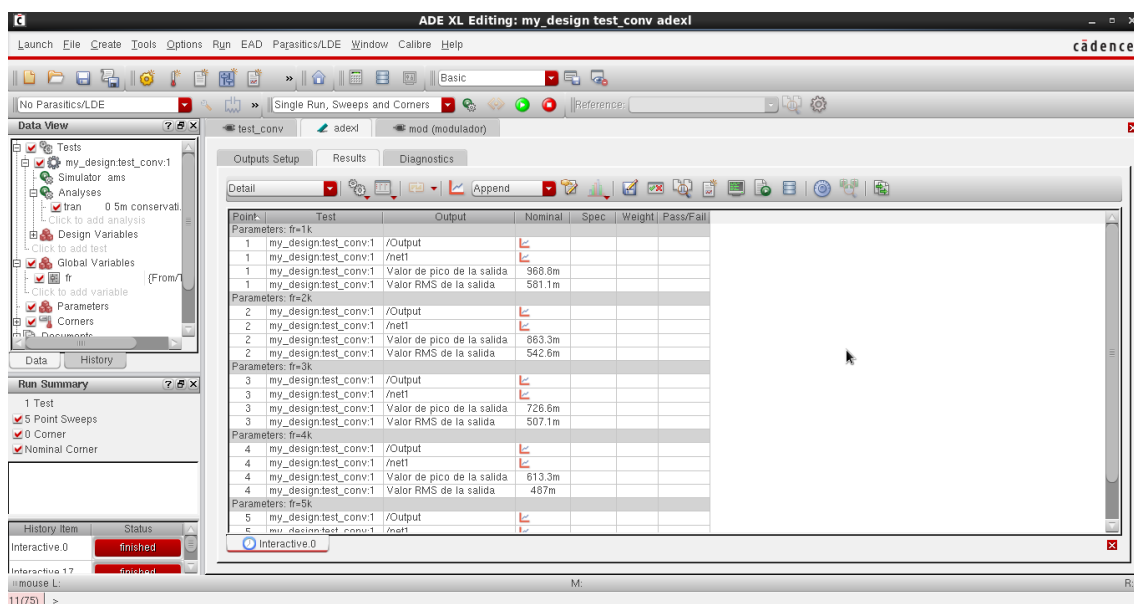 ADE XL Editing: my_design test_conv adexl
Launch File Create Tools Options Run EAD Parasitics/LDE Window Calibre Help
cādence
» Basic
No Parasitics/LDE » Single Run, Sweeps and Corners Reference:
Data View
Tests
my_design:test_conv:1
Simulator ams
Analyses
tran 0 5m conservati.
Click to add analysis
Design Variables
Click to add test
Global Variables
fr {From/T
Click to add variable
Parameters
Corners
Documents
Data History
Run Summary
1 Test
5 Point Sweeps
0 Corner
Nominal Corner
History Item Status
Interactive.0 finished
Interactive.17 finished
test_conv adexl mod (modulador)
Outputs Setup Results Diagnostics
Detail Append
Point Test Output Nominal Spec Weight Pass/Fail
Parameters: fr=1k
1 my_design:test_conv:1 /Output
1 my_design:test_conv:1 /net1
1 my_design:test_conv:1 Valor de pico de la salida 968.8m
1 my_design:test_conv:1 Valor RMS de la salida 581.1m
Parameters: fr=2k
2 my_design:test_conv:1 /Output
2 my_design:test_conv:1 /net1
2 my_design:test_conv:1 Valor de pico de la salida 863.3m
2 my_design:test_conv:1 Valor RMS de la salida 542.6m
Parameters: fr=3k
3 my_design:test_conv:1 /Output
3 my_design:test_conv:1 /net1
3 my_design:test_conv:1 Valor de pico de la salida 726.6m
3 my_design:test_conv:1 Valor RMS de la salida 507.1m
Parameters: fr=4k
4 my_design:test_conv:1 /Output
4 my_design:test_conv:1 /net1
4 my_design:test_conv:1 Valor de pico de la salida 613.3m
4 my_design:test_conv:1 Valor RMS de la salida 487m
Parameters: fr=5k
5 my_design:test_conv:1 /Output
5 my_design:test_conv:1 /net1
Interactive.0
mouse L: M: R:
11(75) >